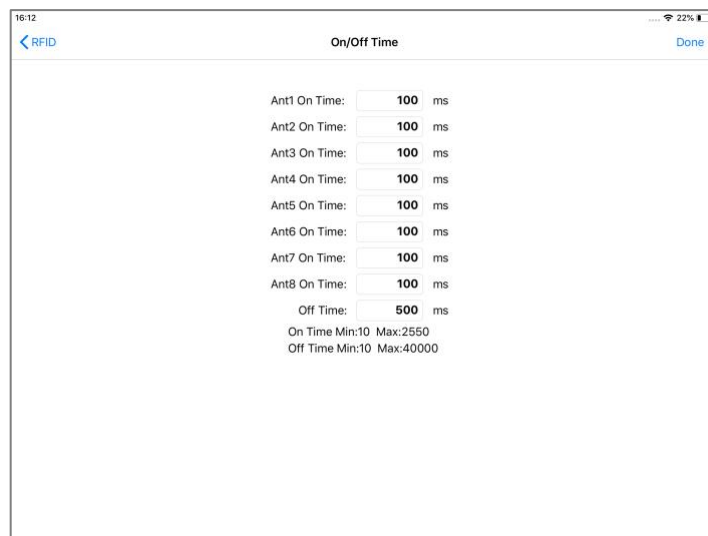 16:12 22%
RFID On/Off Time Done
Ant1 On Time: 100 ms
Ant2 On Time: 100 ms
Ant3 On Time: 100 ms
Ant4 On Time: 100 ms
Ant5 On Time: 100 ms
Ant6 On Time: 100 ms
Ant7 On Time: 100 ms
Ant8 On Time: 100 ms
Off Time: 500 ms
On Time Min:10 Max:2550
Off Time Min:10 Max:40000